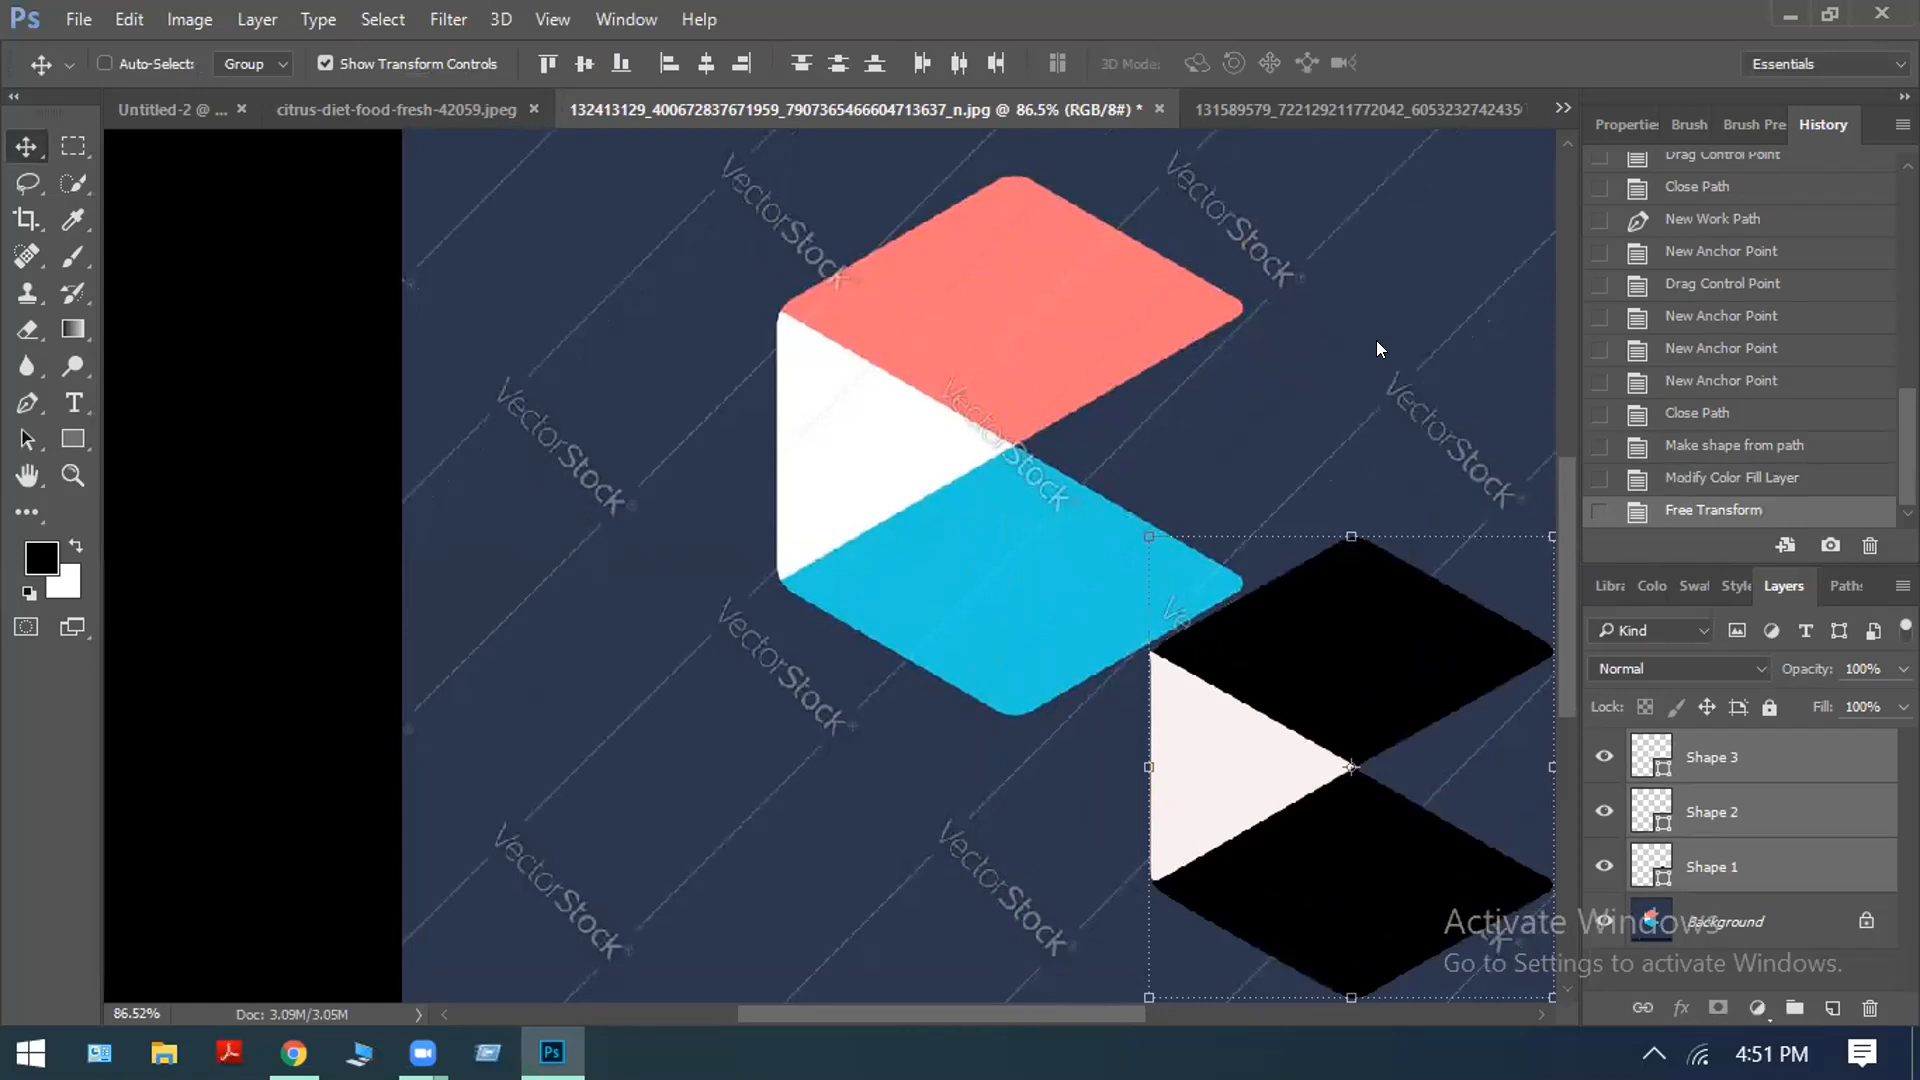 Ps File Edit Image Layer Type Select Filter 3D View Window Help
Auto-Select: Group Show Transform Controls 3D Mode: Essentials
Untitled-2 @ ... citrus-diet-food-fresh-42059.jpeg 132413129_400672837671959_7907365466604713637_n.jpg @ 86.5% (RGB/8#) * 131589579_722129211772042_6053232742435
Propertie Brush Brush Pre History
Drag Control Point
Close Path
New Work Path
New Anchor Point
Drag Control Point
New Anchor Point
New Anchor Point
New Anchor Point
Close Path
Make shape from path
Modify Color Fill Layer
Free Transform
Libra Colo Swat Style Layers Paths
Kind
Normal Opacity: 100%
Lock: Fill: 100%
Shape 3
Shape 2
Shape 1
Background
VectorStock
VectorStock
VectorStock
VectorStock
VectorStock
VectorStock
VectorStock
VectorStock
Activate Windows
Go to Settings to activate Windows.
86.52% Doc: 3.09M/3.05M
Ps 4:51 PM